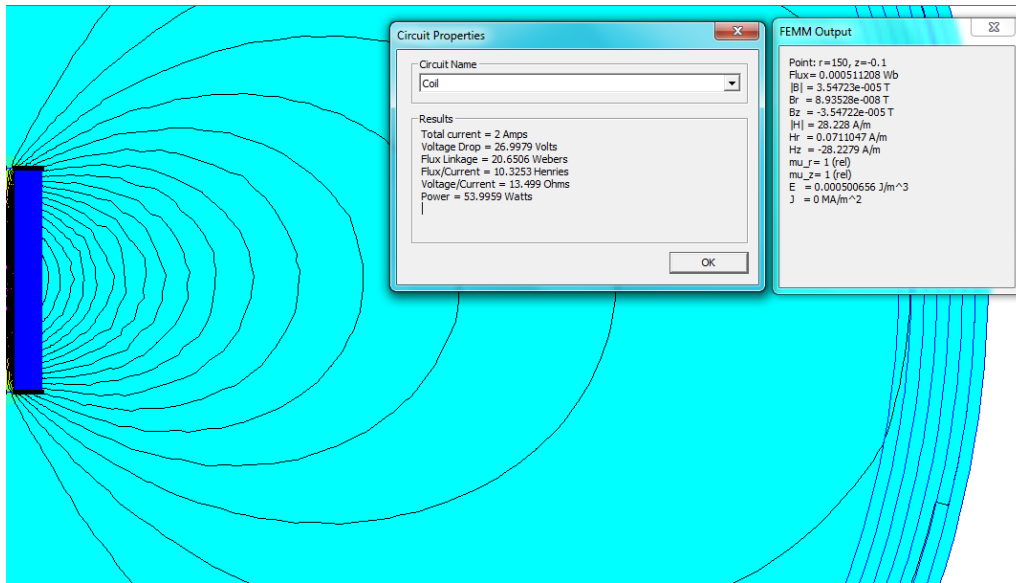 Circuit Properties
Circuit Name
Coil
Results
Total current = 2 Amps
Voltage Drop = 26.9979 Volts
Flux Linkage = 20.6506 Webers
Flux/Current = 10.3253 Henries
Voltage/Current = 13.499 Ohms
Power = 53.9959 Watts
OK
FEMM Output
Point: r=150, z=-0.1
Flux= 0.000511208 Wb
|B| = 3.54723e-005 T
Br = 8.93528e-008 T
Bz = -3.54722e-005 T
|H| = 28.228 A/m
Hr = 0.0711047 A/m
Hz = -28.2279 A/m
mu_r= 1 (rel)
mu_z= 1 (rel)
E = 0.000500656 J/m^3
J = 0 MA/m^2